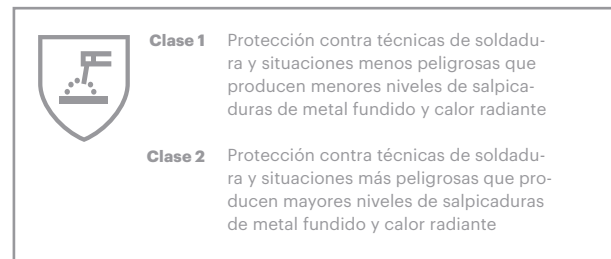 Clase 1 Protección contra técnicas de soldadu-
ra y situaciones menos peligrosas que
producen menores niveles de salpica-
duras de metal fundido y calor radiante
Clase 2 Protección contra técnicas de soldadu-
ra y situaciones más peligrosas que pro-
ducen mayores niveles de salpicaduras
de metal fundido y calor radiante